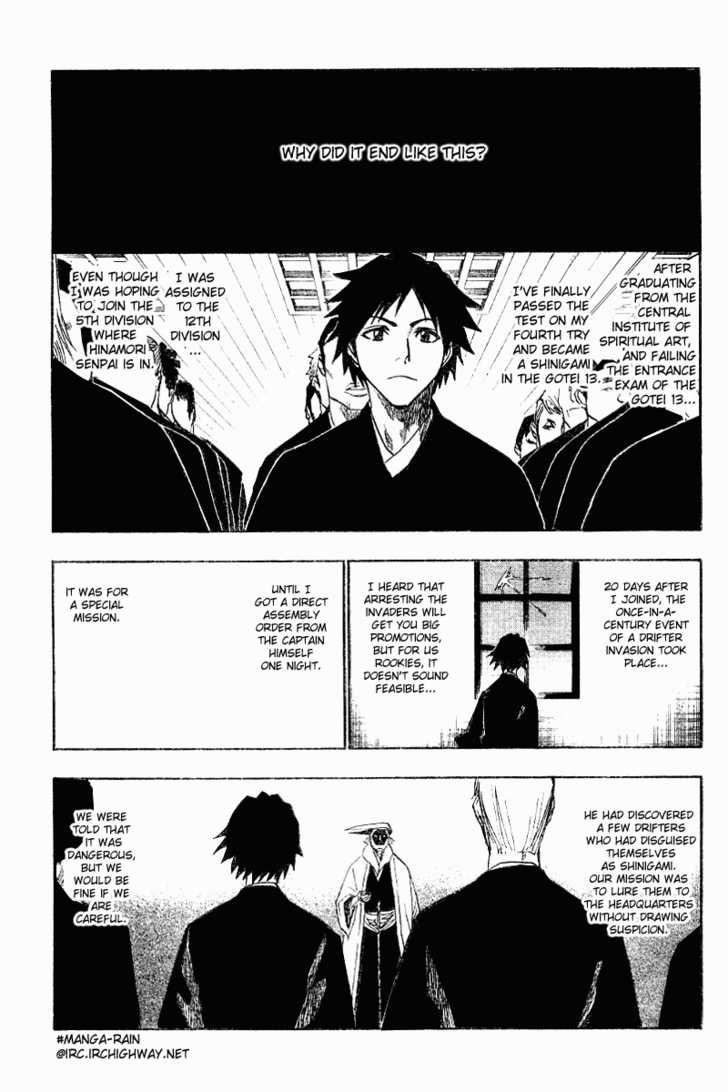 WHY DID IT END LIKE THIS?
AFTER
GRADUATING
FROM THE
CENTRAL
INSTITUTE OF
SPIRITUAL ART,
AND FAILING
THE ENTRANCE
EXAM OF THE
GOTEI 13...
I'VE FINALLY
PASSED THE
TEST ON MY
FOURTH TRY
AND BECAME
A SHINIGAMI
IN THE GOTEI 13.
I WAS
ASSIGNED
TO THE
12TH
DIVISION
...
EVEN THOUGH
I WAS HOPING
TO JOIN THE
5TH DIVISION
WHERE
HINAMORI
SENPAI IS IN.
20 DAYS AFTER
I JOINED, THE
ONCE-IN-A-
CENTURY EVENT
OF A DRIFTER
INVASION TOOK
PLACE...
I HEARD THAT
ARRESTING THE
INVADERS WILL
GET YOU BIG
PROMOTIONS,
BUT FOR US
ROOKIES, IT
DOESN'T SOUND
FEASIBLE...
UNTIL I
GOT A DIRECT
ASSEMBLY
ORDER FROM
THE CAPTAIN
HIMSELF
ONE NIGHT.
IT WAS FOR
A SPECIAL
MISSION.
HE HAD DISCOVERED
A FEW DRIFTERS
WHO HAD DISGUISED
THEMSELVES
AS SHINIGAMI.
OUR MISSION WAS
TO LURE THEM TO
THE HEADQUARTERS
WITHOUT DRAWING
SUSPICION.
WE WERE
TOLD THAT
IT WAS
DANGEROUS,
BUT WE
WOULD BE
FINE IF WE
ARE
CAREFUL.
#MANGA-RAIN
@IRC.IRCHIGHWAY.NET